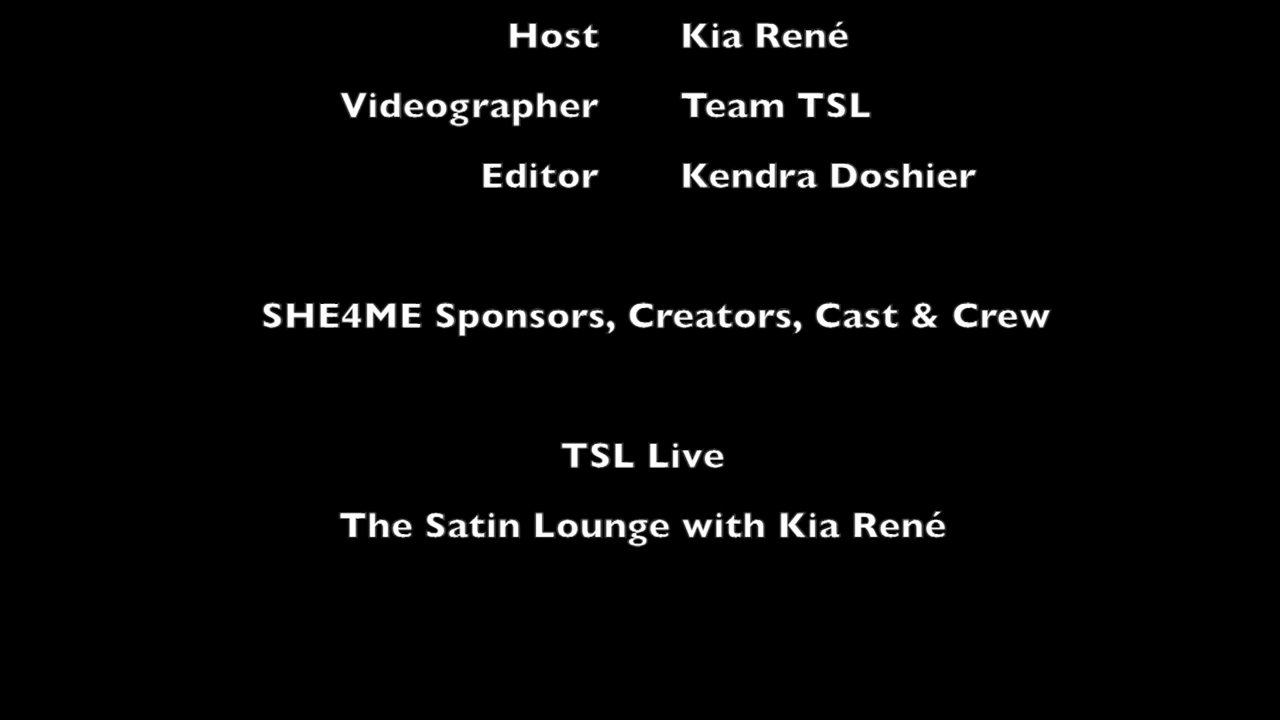 Host Kia René
Videographer Team TSL
Editor Kendra Doshier
SHE4ME Sponsors, Creators, Cast & Crew
TSL Live
The Satin Lounge with Kia René